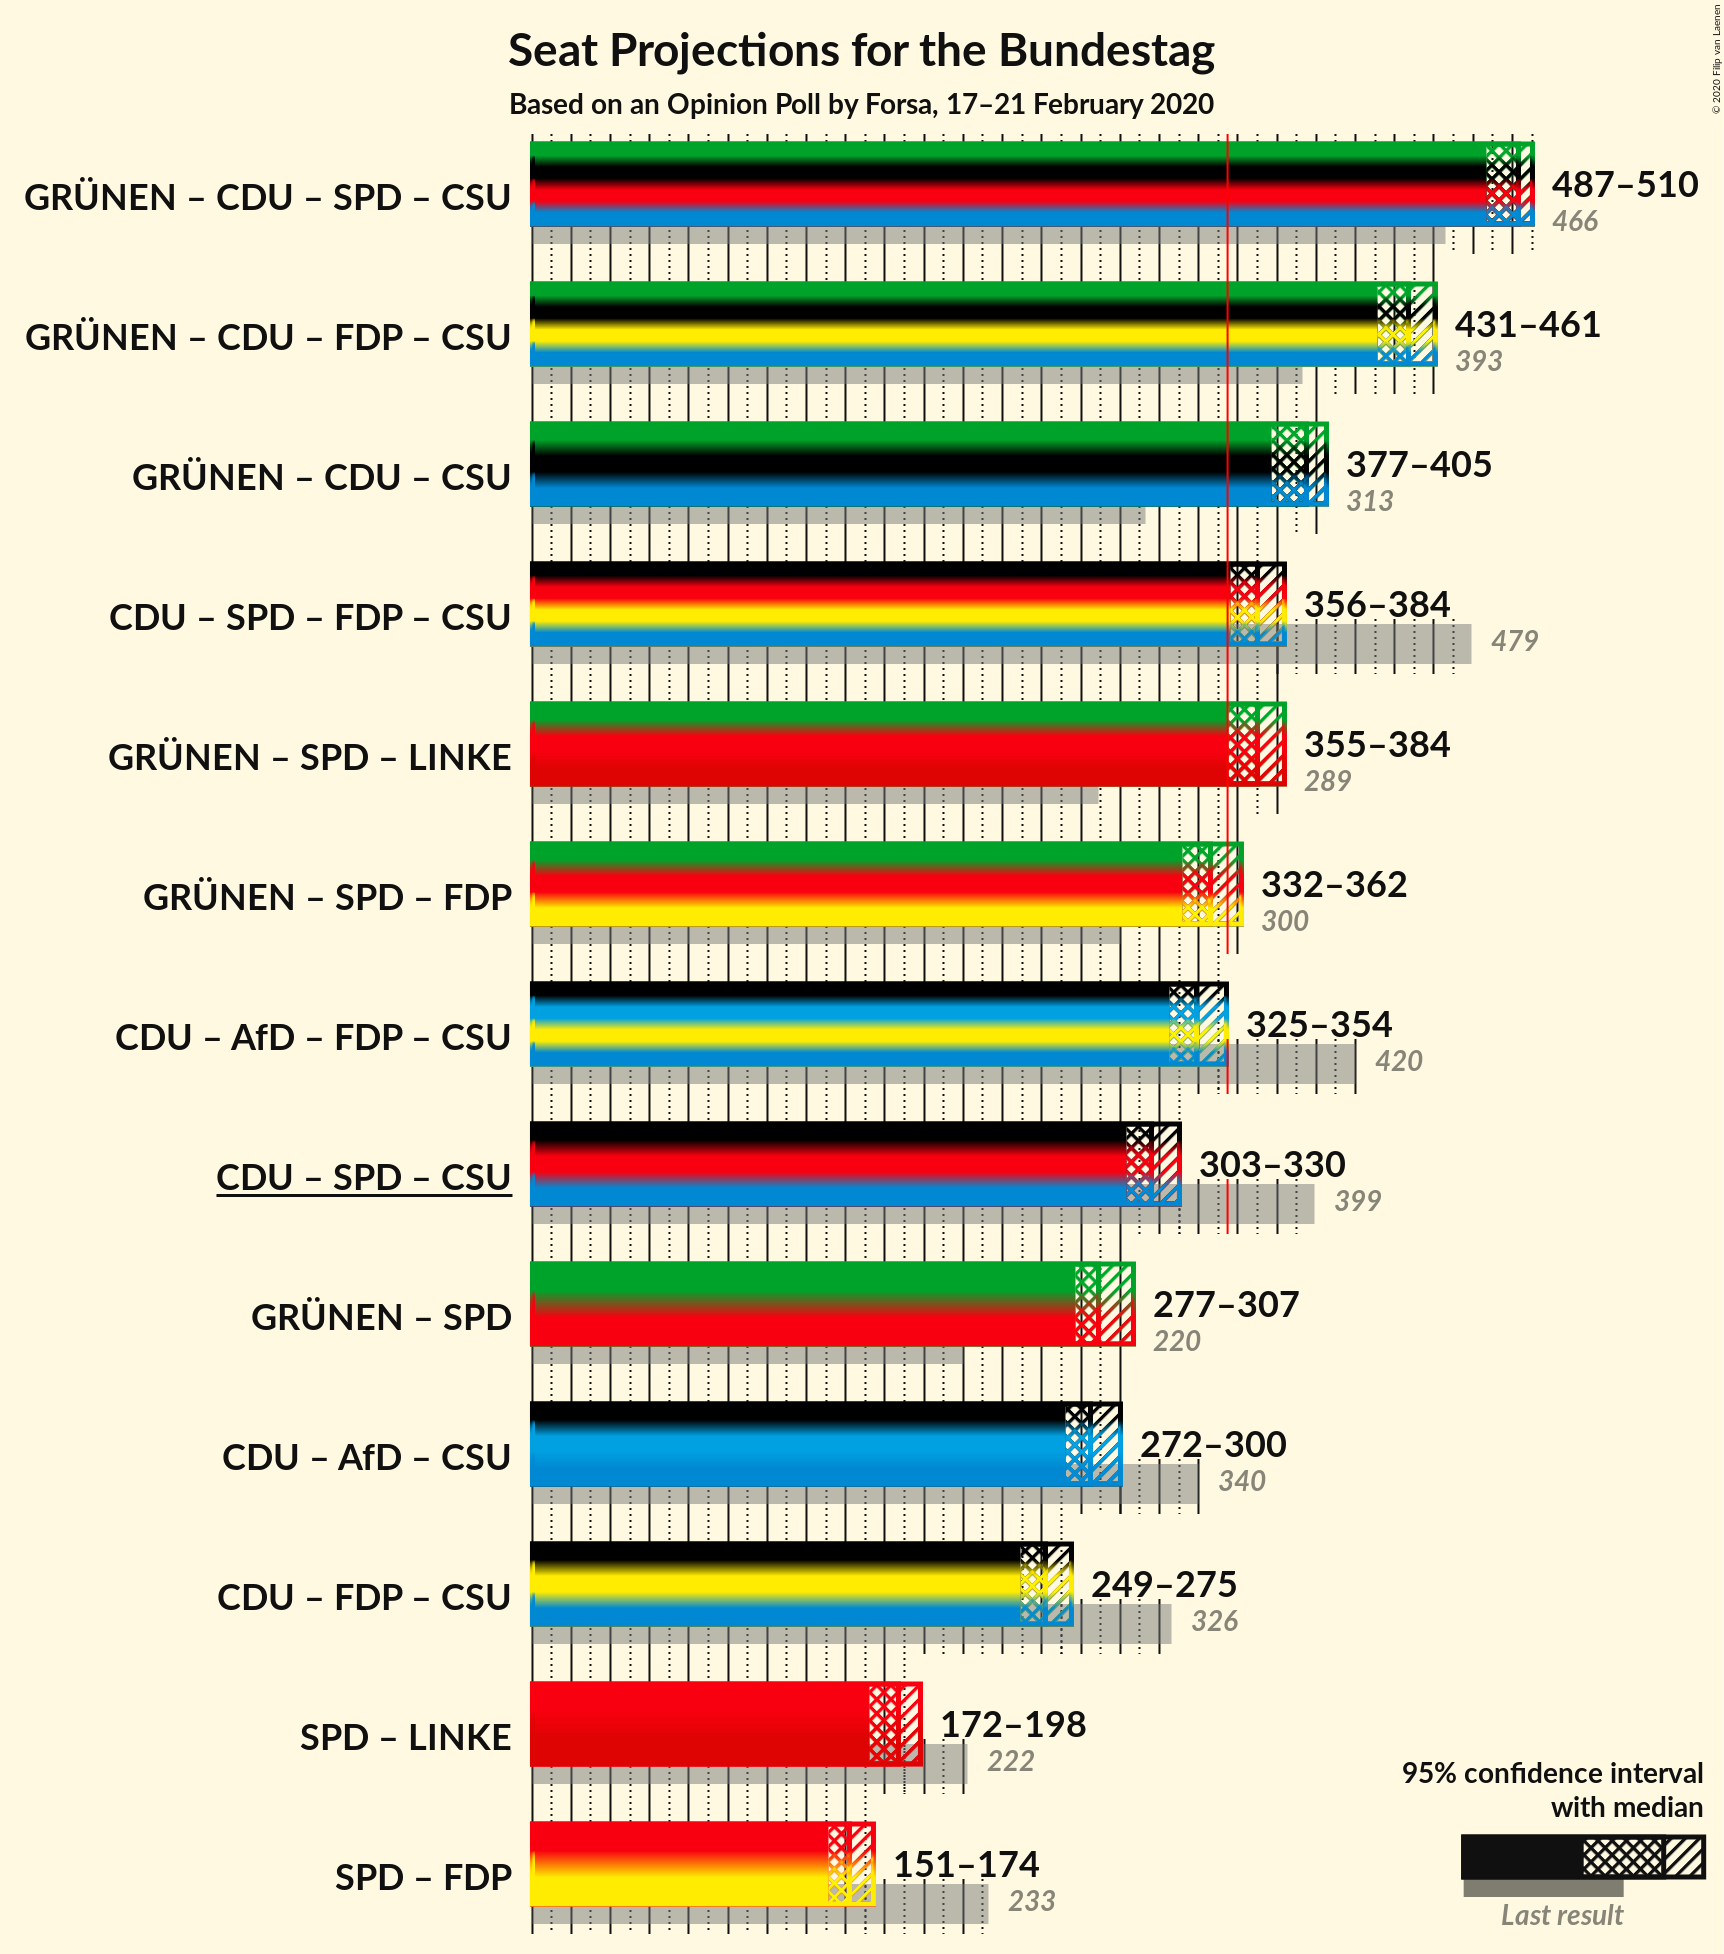 Seat Projections for the Bundestag
Based on an Opinion Poll by Forsa, 17–21 February 2020
© 2020 Filip van Laenen
GRÜNEN – CDU – SPD – CSU
487–510
466
GRÜNEN – CDU – FDP – CSU
431–461
393
GRÜNEN – CDU – CSU
377–405
313
CDU – SPD – FDP – CSU
356–384
479
GRÜNEN – SPD – LINKE
355–384
289
GRÜNEN – SPD – FDP
332–362
300
CDU – AfD – FDP – CSU
325–354
420
CDU – SPD – CSU
303–330
399
GRÜNEN – SPD
277–307
220
CDU – AfD – CSU
272–300
340
CDU – FDP – CSU
249–275
326
SPD – LINKE
172–198
222
SPD – FDP
151–174
233
95% confidence interval
with median
Last result